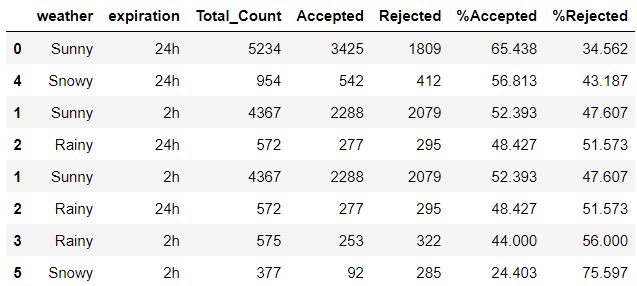 weather expiration Total_Count Accepted Rejected %Accepted %Rejected
0 Sunny 24h 5234 3425 1809 65.438 34.562
4 Snowy 24h 954 542 412 56.813 43.187
1 Sunny 2h 4367 2288 2079 52.393 47.607
2 Rainy 24h 572 277 295 48.427 51.573
1 Sunny 2h 4367 2288 2079 52.393 47.607
2 Rainy 24h 572 277 295 48.427 51.573
3 Rainy 2h 575 253 322 44.000 56.000
5 Snowy 2h 377 92 285 24.403 75.597